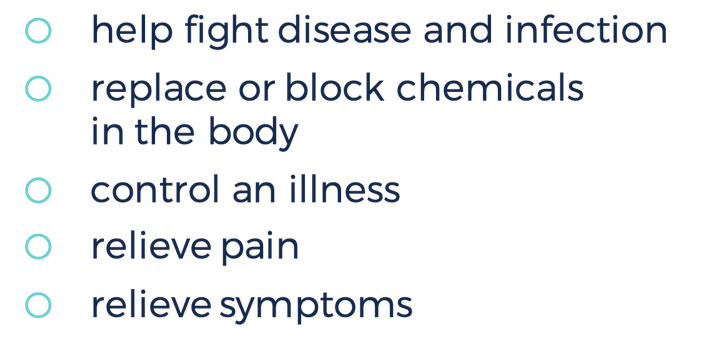 help fight disease and infection
replace or block chemicals
in the body
control an illness
relieve pain
relieve symptoms